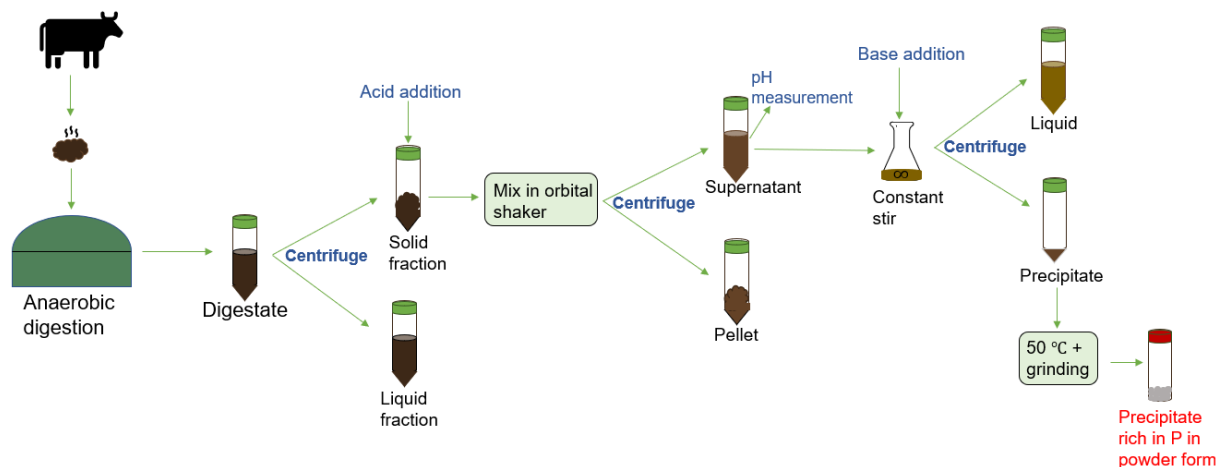 Anaerobic
digestion
Digestate
Centrifuge
Acid addition
Solid
fraction
Liquid
fraction
Mix in orbital
shaker
Centrifuge
pH
measurement
Supernatant
Pellet
Base addition
Constant
stir
Centrifuge
Liquid
Precipitate
50 ℃ +
grinding
Precipitate
rich in P in
powder form